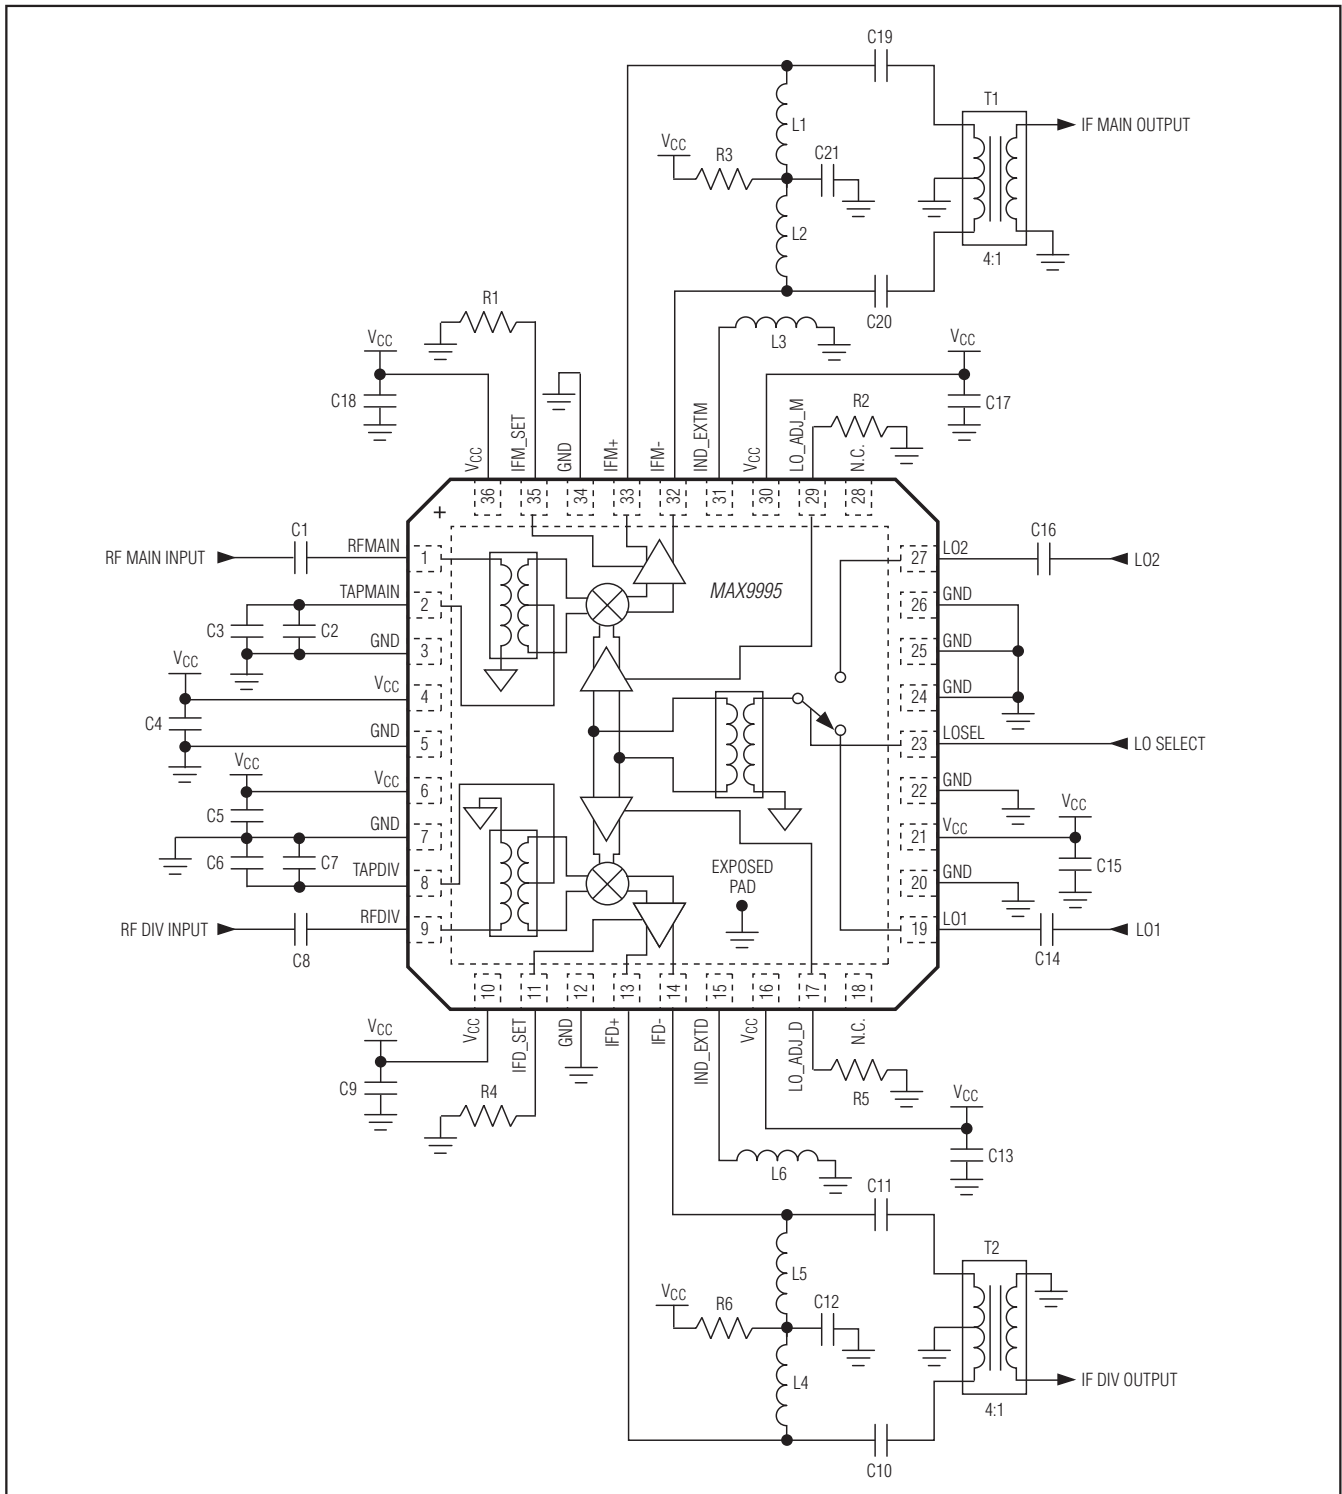 C19
T1
IF MAIN OUTPUT
L1
VCC
R3
C21
L2
4:1
C20
R1
L3
VCC
C18
VCC
C17
R2
VCC
IFM_SET
GND
IFM+
IFM-
IND_EXTM
VCC
LO_ADJ_M
N.C.
36
35
34
33
32
31
30
29
28
+
RF MAIN INPUT
C1
RFMAIN
1
MAX9995
27
LO2
C16
LO2
TAPMAIN
2
26
GND
C3
C2
GND
3
25
GND
VCC
VCC
4
24
GND
C4
GND
5
23
LOSEL
LO SELECT
VCC
VCC
6
22
GND
C5
VCC
GND
7
21
VCC
C6
C7
EXPOSED
PAD
C15
TAPDIV
8
20
GND
RF DIV INPUT
C8
RFDIV
9
19
LO1
C14
LO1
10
11
12
13
14
15
16
17
18
VCC
IFD_SET
GND
IFD+
IFD-
IND_EXTD
VCC
LO_ADJ_D
N.C.
VCC
C9
R4
R5
VCC
C13
L6
C11
T2
L5
VCC
R6
C12
L4
IF DIV OUTPUT
4:1
C10